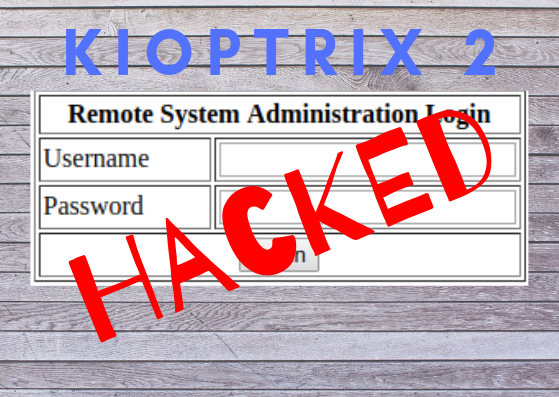 KIOPTRIX 2
Remote System Administration Login
Username
Password
HACKED